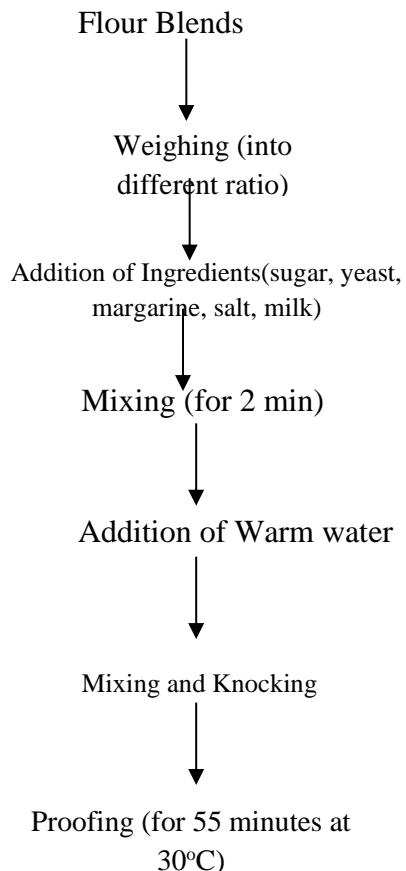 Flour Blends
Weighing (into
different ratio)
Addition of Ingredients(sugar, yeast,
margarine, salt, milk)
Mixing (for 2 min)
Addition of Warm water
Mixing and Knocking
Proofing (for 55 minutes at
30°C)